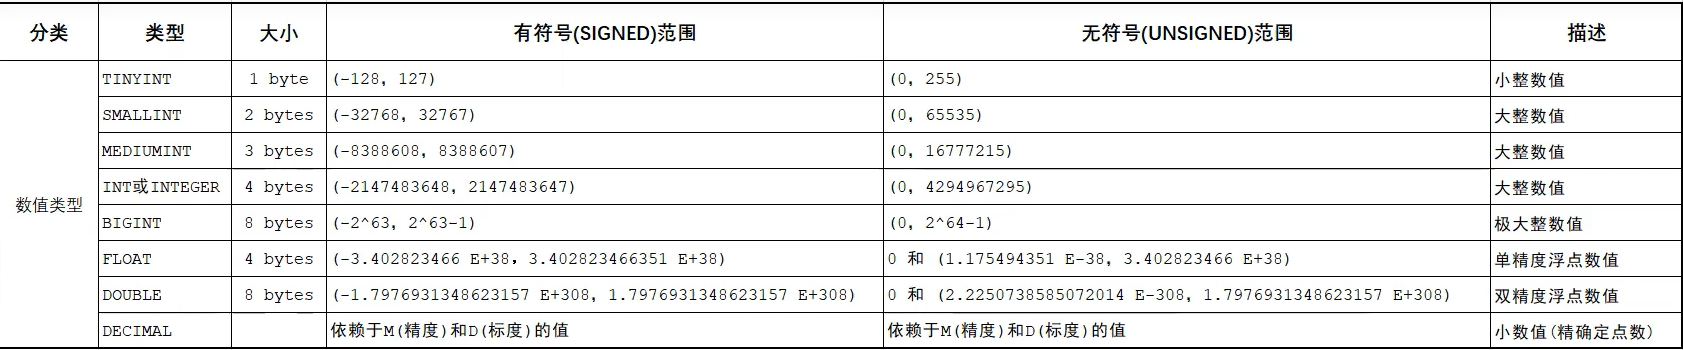 分类 类型 大小 有符号(SIGNED)范围 无符号(UNSIGNED)范围 描述
TINYINT 1 byte (-128, 127) (0, 255) 小整数值
SMALLINT 2 bytes (-32768, 32767) (0, 65535) 大整数值
MEDIUMINT 3 bytes (-8388608, 8388607) (0, 16777215) 大整数值
数值类型 INT或INTEGER 4 bytes (-2147483648, 2147483647) (0, 4294967295) 大整数值
BIGINT 8 bytes (-2^63, 2^63-1) (0, 2^64-1) 极大整数值
FLOAT 4 bytes (-3.402823466 E+38, 3.402823466351 E+38) 0 和 (1.175494351 E-38, 3.402823466 E+38) 单精度浮点数值
DOUBLE 8 bytes (-1.7976931348623157 E+308, 1.7976931348623157 E+308) 0 和 (2.2250738585072014 E-308, 1.7976931348623157 E+308) 双精度浮点数值
DECIMAL 依赖于M(精度)和D(标度)的值 依赖于M(精度)和D(标度)的值 小数值(精确定点数)